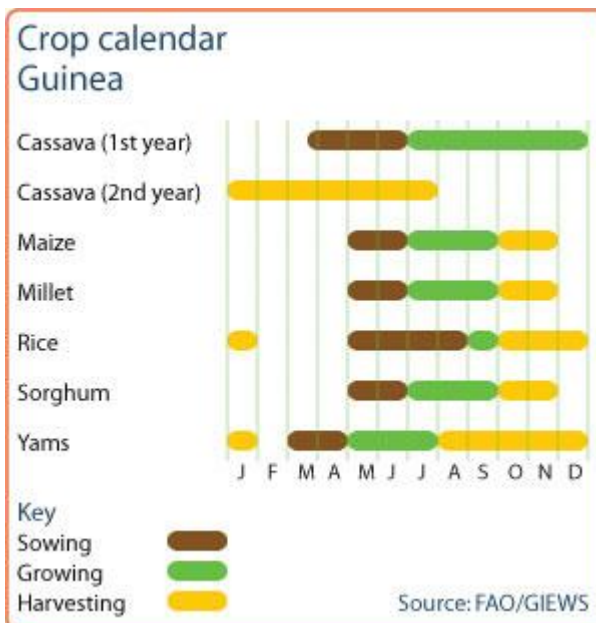 Crop calendar
Guinea
Cassava (1st year)
Cassava (2nd year)
Maize
Millet
Rice
Sorghum
Yams
J F M A M J J A S O N D
Key
Sowing
Growing
Harvesting
Source: FAO/GIEWS